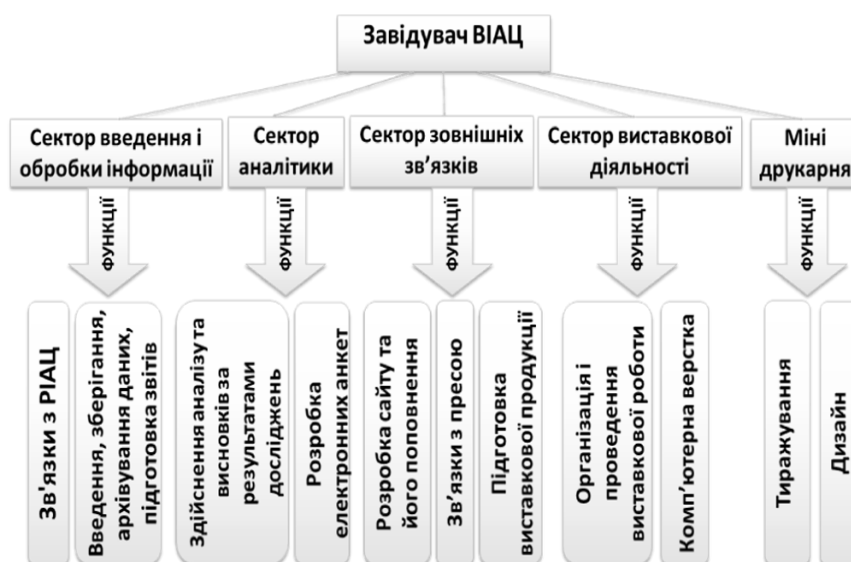 Завідувач ВІАЦ
Сектор введення і
обробки інформації
Сектор
аналітики
Сектор зовнішніх
зв’язків
Сектор виставкової
діяльності
Міні
друкарня
функції
функції
функції
функції
функції
Зв'язки з РІАЦ
Введення, зберігання,
архівування даних,
підготовка звітів
Здійснення аналізу та
висновків за
результатами
досліджень
Розробка
електронних анкет
Розробка сайту та
його поповнення
Зв’язки з пресою
Підготовка
виставкової продукції
Організація і
проведення
виставкової роботи
Комп’ютерна верстка
Тиражування
Дизайн